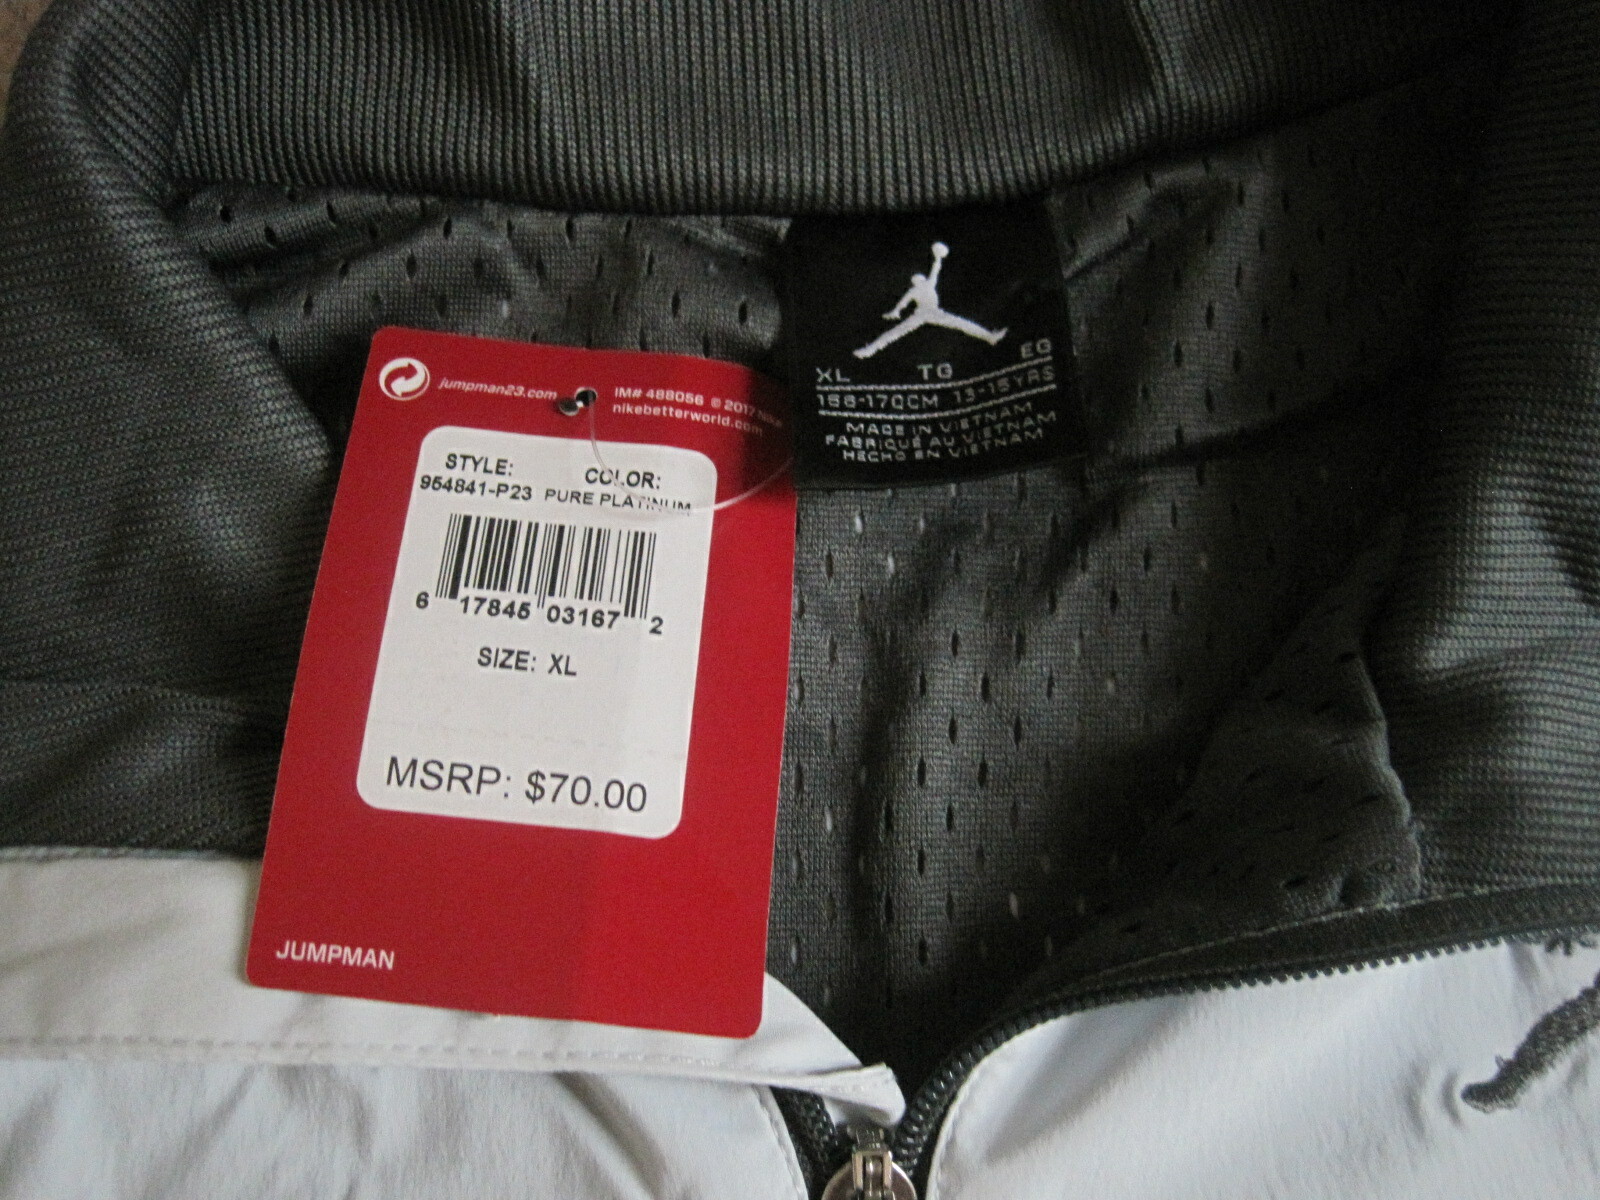 jumpman23.com
IM# 488056 © 2017 Nike
nikebetterworld.com
STYLE: COLOR:
954841-P23 PURE PLATINUM
6 17845 03167 2
SIZE: XL
MSRP: $70.00
JUMPMAN
XL TG EG
158-170CM 13-15YRS
MADE IN VIETNAM
FABRIQUÉ AU VIETNAM
HECHO EN VIETNAM